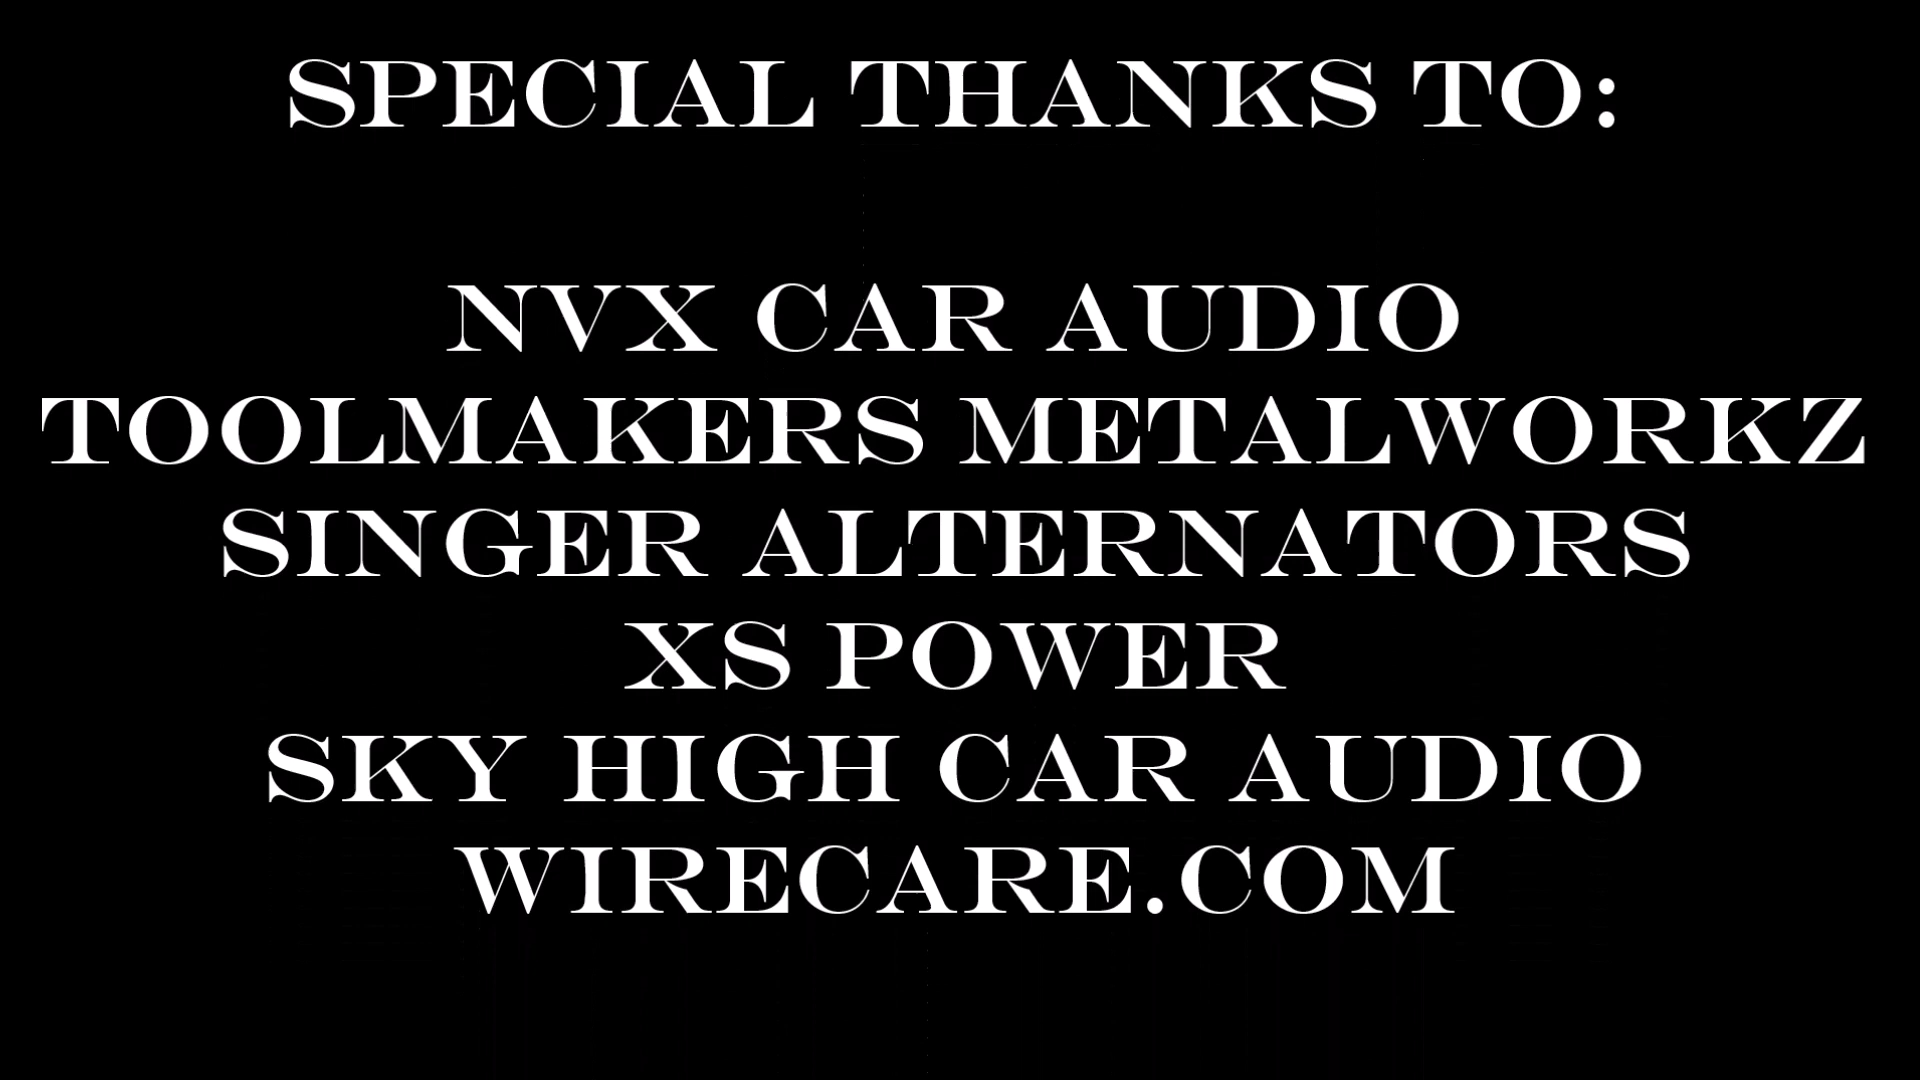 SPECIAL THANKS TO:
NVX CAR AUDIO
TOOLMAKERS METALWORKZ
SINGER ALTERNATORS
XS POWER
SKY HIGH CAR AUDIO
WIRECARE.COM